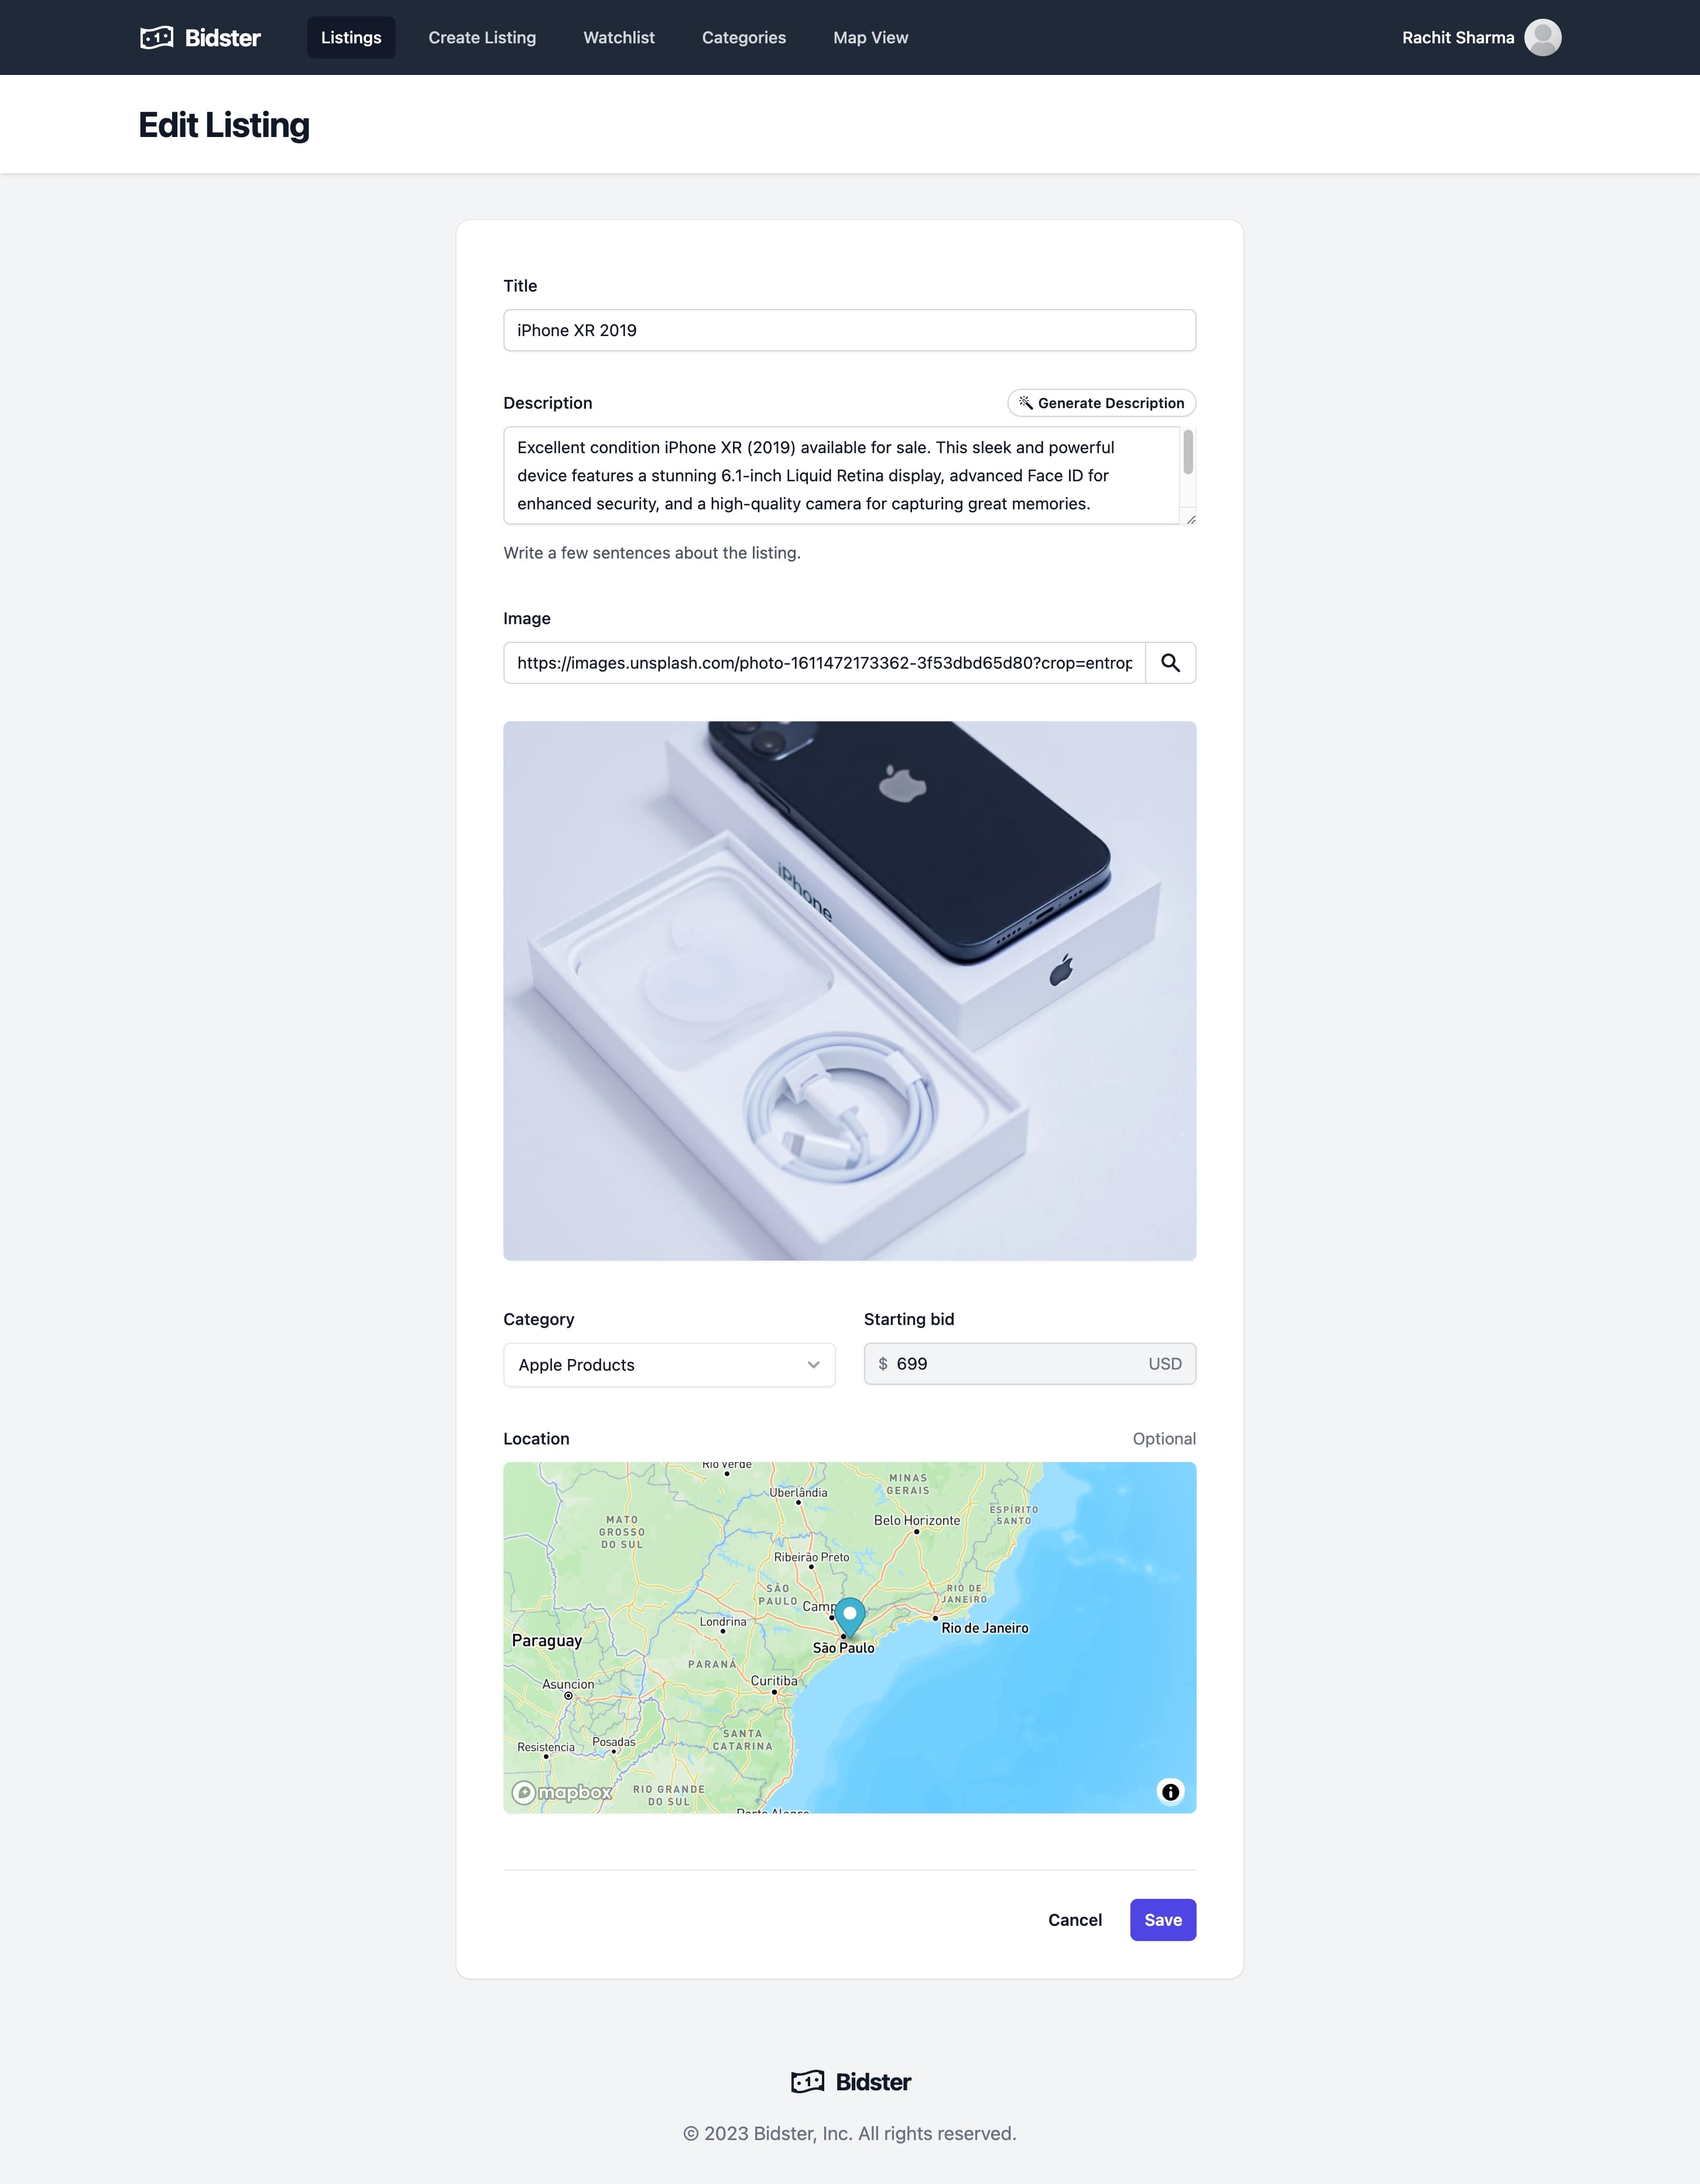 Bidster
Listings
Create Listing
Watchlist
Categories
Map View
Rachit Sharma
Edit Listing
Title
iPhone XR 2019
Description
Generate Description
Excellent condition iPhone XR (2019) available for sale. This sleek and powerful
device features a stunning 6.1-inch Liquid Retina display, advanced Face ID for
enhanced security, and a high-quality camera for capturing great memories.
Write a few sentences about the listing.
Image
https://images.unsplash.com/photo-1611472173362-3f53dbd65d80?crop=entrop
iPhone
Category
Starting bid
Apple Products
$ 699 USD
Location
Optional
Rio Verde
MINAS
GERAIS
Uberlândia
ESPÍRITO
SANTO
MATO
GROSSO
DO SUL
Belo Horizonte
Ribeirão Preto
SÃO
PAULO
RIO DE
JANEIRO
Camp
Londrina
Rio de Janeiro
Paraguay
São Paulo
PARANÁ
Curitiba
Asuncion
SANTA
CATARINA
Posadas
Resistencia
mapbox
RIO GRANDE
DO SUL
Porto Alegre
Cancel
Save
Bidster
© 2023 Bidster, Inc. All rights reserved.